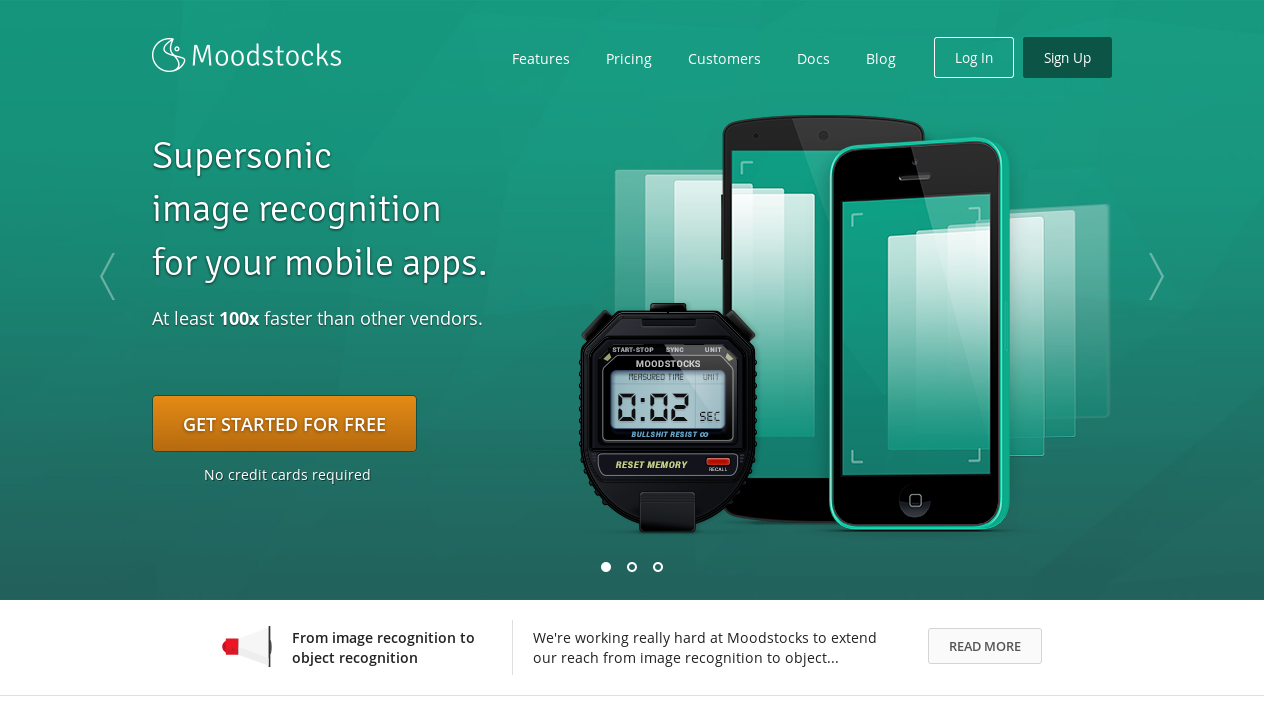 Moodstocks
Features
Pricing
Customers
Docs
Blog
Log In
Sign Up
Supersonic
image recognition
for your mobile apps.
At least 100x faster than other vendors.
GET STARTED FOR FREE
No credit cards required
START-STOP SYNC UNIT
MOODSTOCKS
MEASURED TIME UNIT
0:02 SEC
BULLSHIT RESIST ∞
RESET MEMORY
RECALL
From image recognition to
object recognition
We're working really hard at Moodstocks to extend
our reach from image recognition to object...
READ MORE